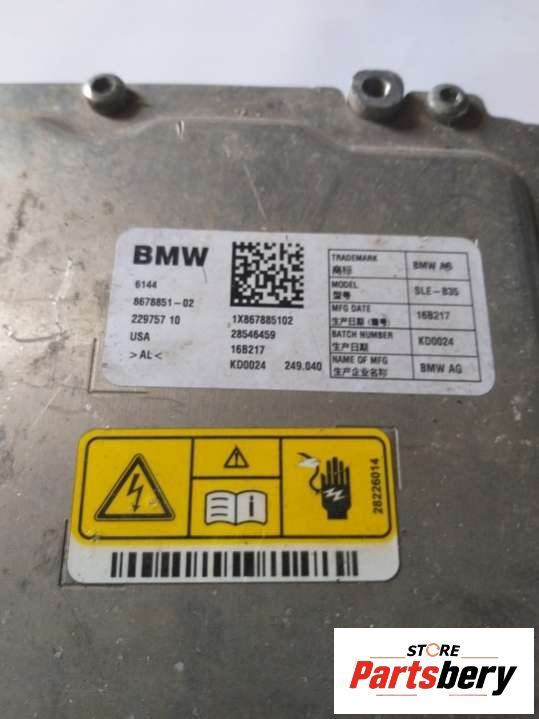 BMW
6144
8678851-02
229757 10
USA
>AL<
1X867885102
28546459
16B217
KD0024 249.040
TRADEMARK
商标
BMW AG
MODEL
型号
SLE-B35
MFG DATE
生产日期(编号)
16B217
BATCH NUMBER
生产日期
KD0024
NAME OF MFG
生产企业名称
BMW AG
i
28226014
STORE
Partsbery